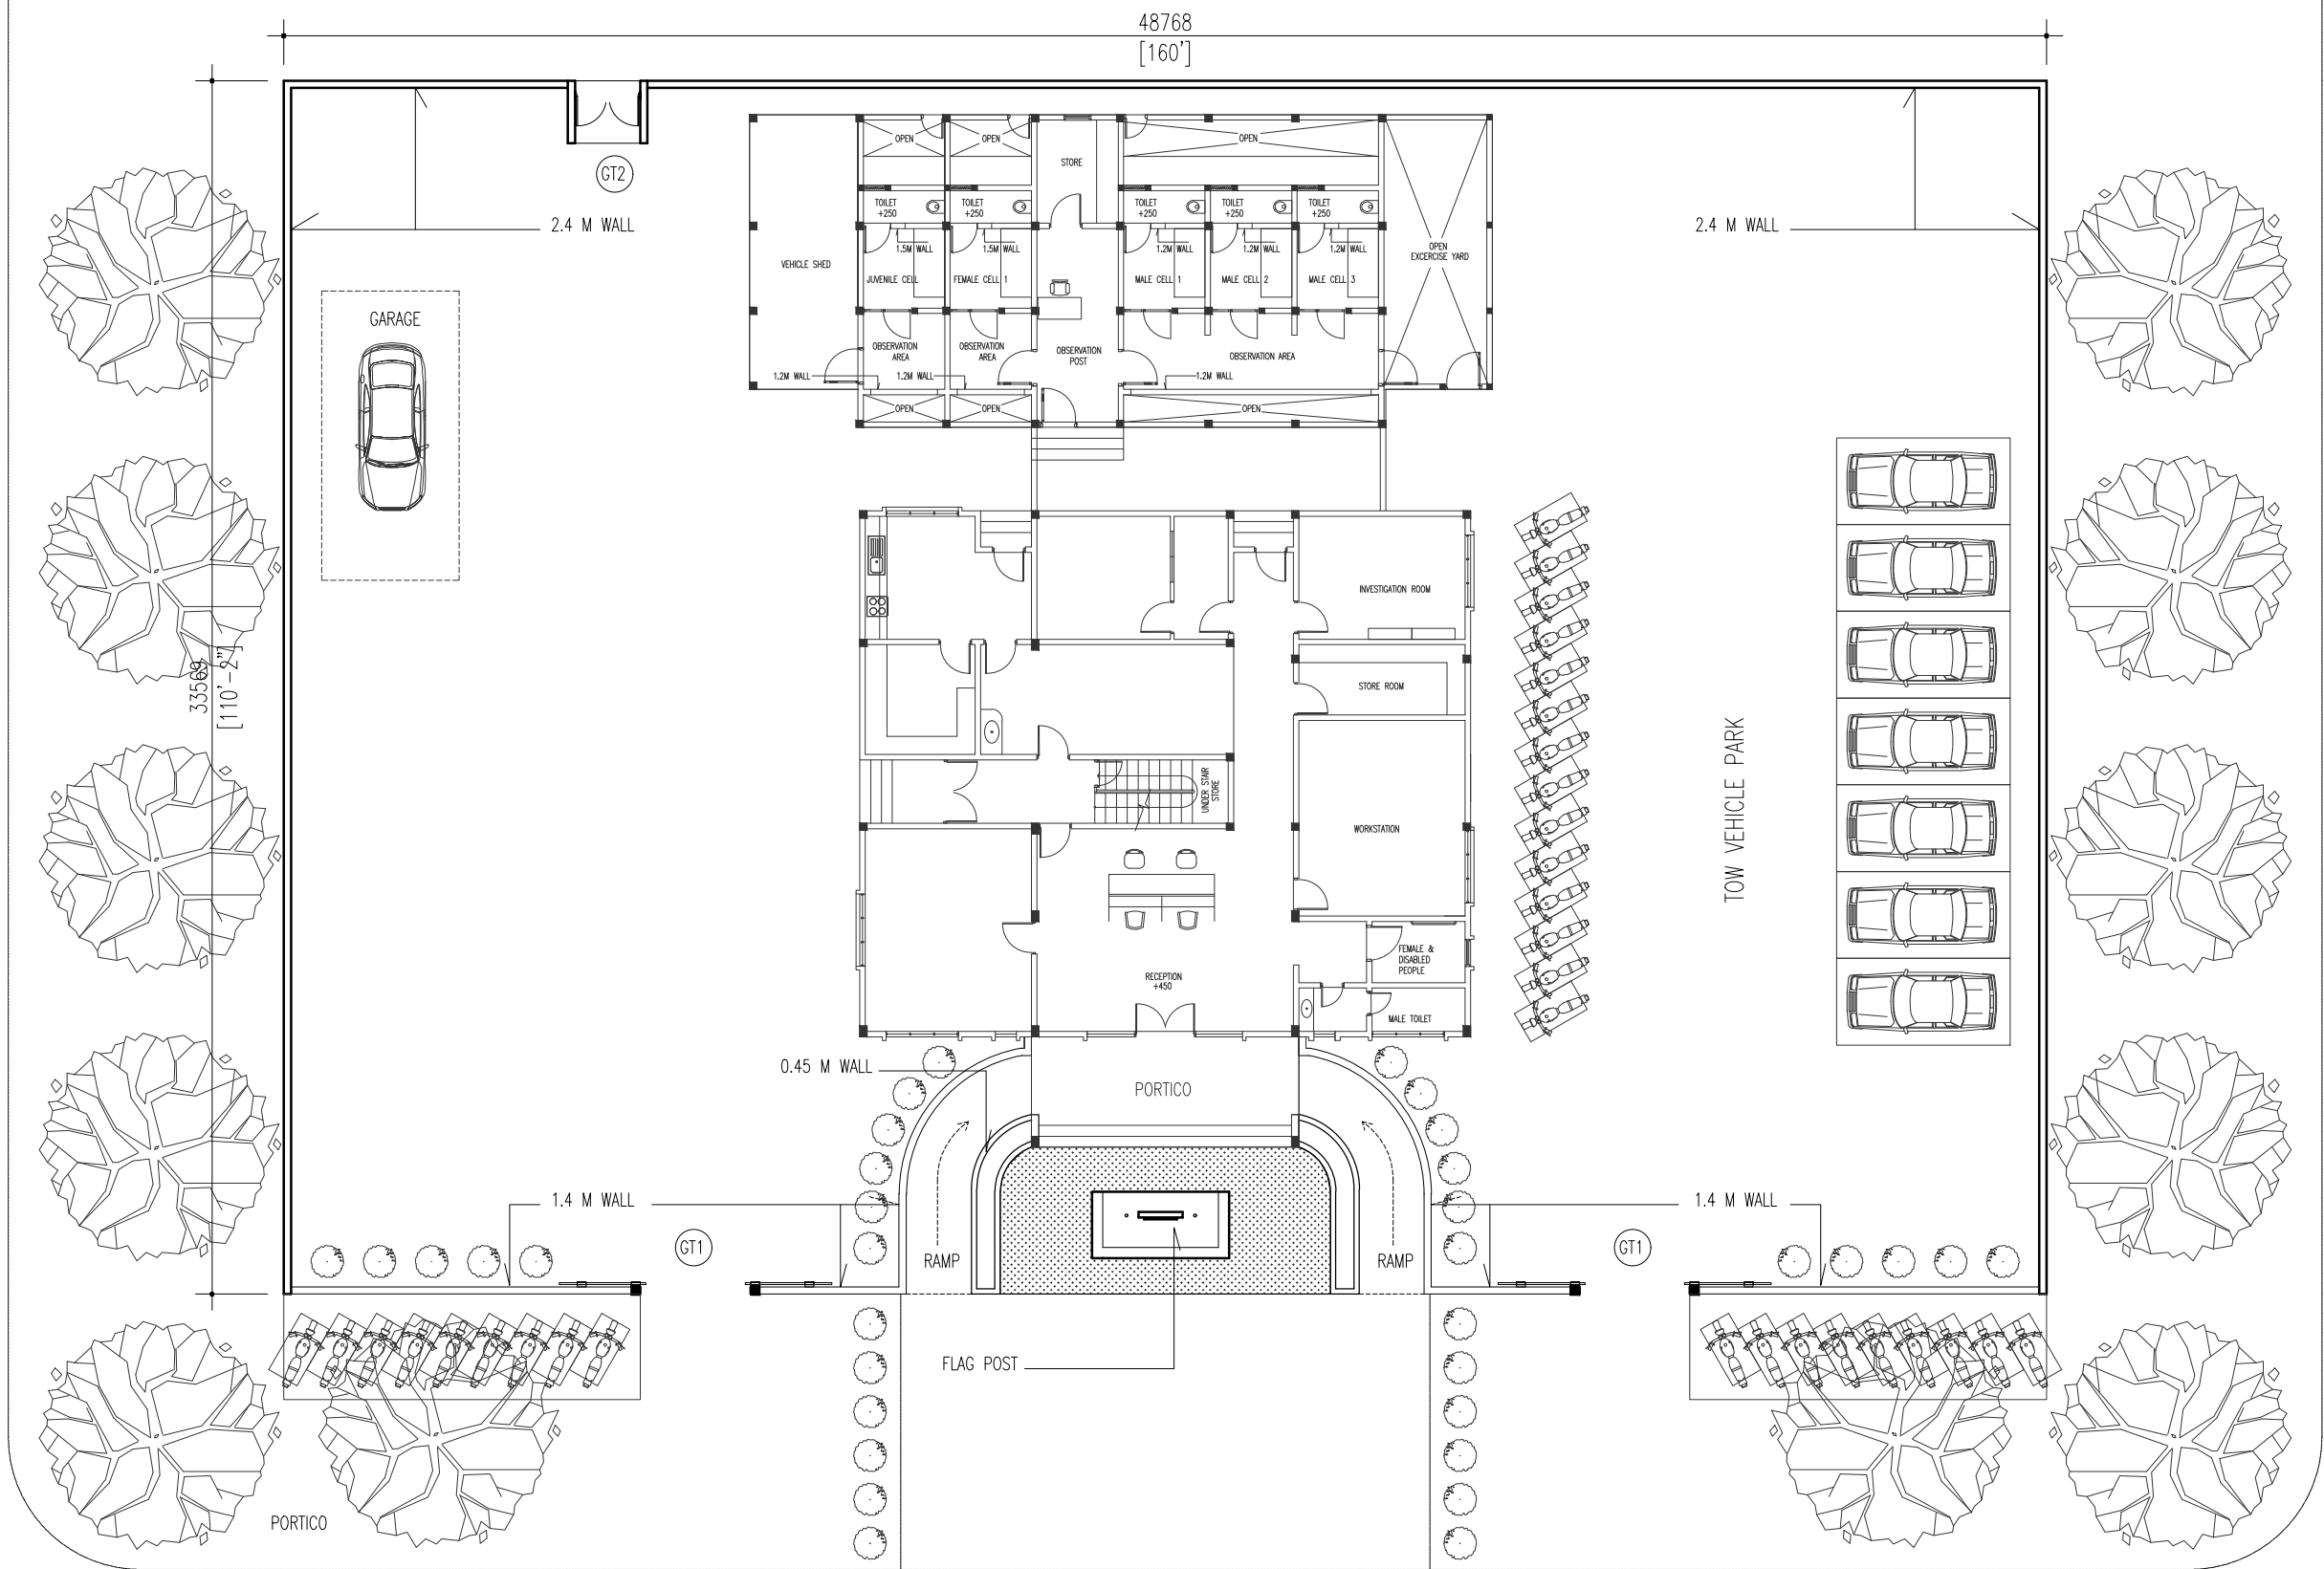 48768
[160']
OPEN
OPEN
OPEN
STORE
GT2
TOILET
+250
TOILET
+250
TOILET
+250
TOILET
+250
TOILET
+250
2.4 M WALL
2.4 M WALL
1.5M WALL
1.5M WALL
1.2M WALL
1.2M WALL
1.2M WALL
OPEN
EXCERCISE YARD
VEHICLE SHED
JUVENILE CELL
FEMALE CELL 1
MALE CELL 1
MALE CELL 2
MALE CELL 3
GARAGE
OBSERVATION
AREA
OBSERVATION
AREA
OBSERVATION
POST
OBSERVATION AREA
1.2M WALL
1.2M WALL
1.2M WALL
OPEN
OPEN
OPEN
INVESTIGATION ROOM
33569
[110'-2"]
STORE ROOM
UNDER STAIR
STORE
TOW VEHICLE PARK
WORKSTATION
FEMALE &
DISABLED
PEOPLE
RECEPTION
+450
MALE TOILET
0.45 M WALL
PORTICO
1.4 M WALL
1.4 M WALL
GT1
GT1
RAMP
RAMP
FLAG POST
PORTICO